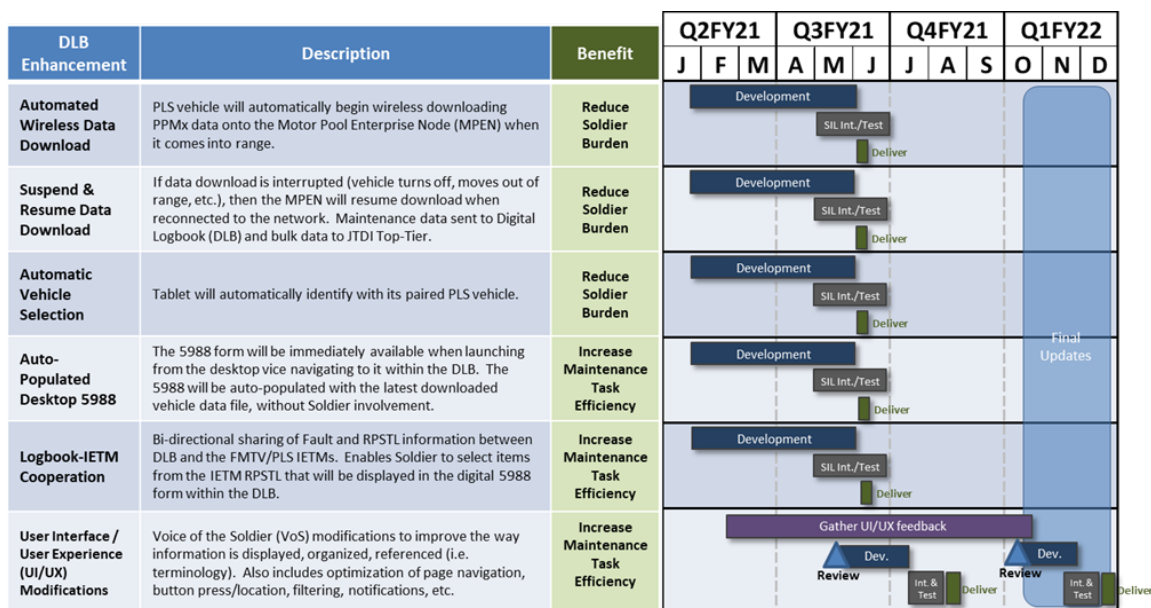 DLB
Enhancement
Description
Benefit
Q2FY21 Q3FY21 Q4FY21 Q1FY22
J F M A M J J A S O N D
Automated
Wireless Data
Download
PLS vehicle will automatically begin wireless downloading
PPMx data onto the Motor Pool Enterprise Node (MPEN) when
it comes into range.
Reduce
Soldier
Burden
Development
SIL Int./Test
Deliver
Suspend &
Resume Data
Download
If data download is interrupted (vehicle turns off, moves out of
range, etc.), then the MPEN will resume download when
reconnected to the network. Maintenance data sent to Digital
Logbook (DLB) and bulk data to JTDI Top-Tier.
Reduce
Soldier
Burden
Development
SIL Int./Test
Deliver
Automatic
Vehicle
Selection
Tablet will automatically identify with its paired PLS vehicle.
Reduce
Soldier
Burden
Development
SIL Int./Test
Deliver
Final
Updates
Auto-
Populated
Desktop 5988
The 5988 form will be immediately available when launching
from the desktop vice navigating to it within the DLB. The
5988 will be auto-populated with the latest downloaded
vehicle data file, without Soldier involvement.
Increase
Maintenance
Task
Efficiency
Development
SIL Int./Test
Deliver
Logbook-IETM
Cooperation
Bi-directional sharing of Fault and RPSTL information between
DLB and the FMTV/PLS IETMs. Enables Soldier to select items
from the IETM RPSTL that will be displayed in the digital 5988
form within the DLB.
Increase
Maintenance
Task
Efficiency
Development
SIL Int./Test
Deliver
User Interface /
User Experience
(UI/UX)
Modifications
Voice of the Soldier (VoS) modifications to improve the way
information is displayed, organized, referenced (i.e.
terminology). Also includes optimization of page navigation,
button press/location, filtering, notifications, etc.
Increase
Maintenance
Task
Efficiency
Gather UI/UX feedback
Dev.
Review
Int. &
Test
Deliver
Dev.
Review
Int. &
Test
Deliver